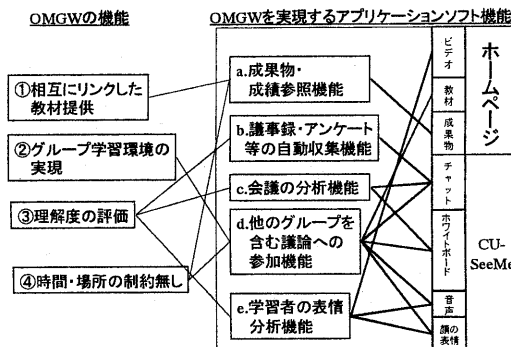 OMGWの機能
OMGWを実現するアプリケーションソフト機能
①相互にリンクした
教材提供
②グループ学習環境の
実現
③理解度の評価
④時間・場所の制約無し
a.成果物・
成績参照機能
b.議事録・アンケート
等の自動収集機能
c.会議の分析機能
d.他のグループを
含む議論への
参加機能
e.学習者の表情
分析機能
ビデオ
教材
成果物
チャット
ホワイトボード
音声
顔の
表情
ホームページ
CU-
SeeMe